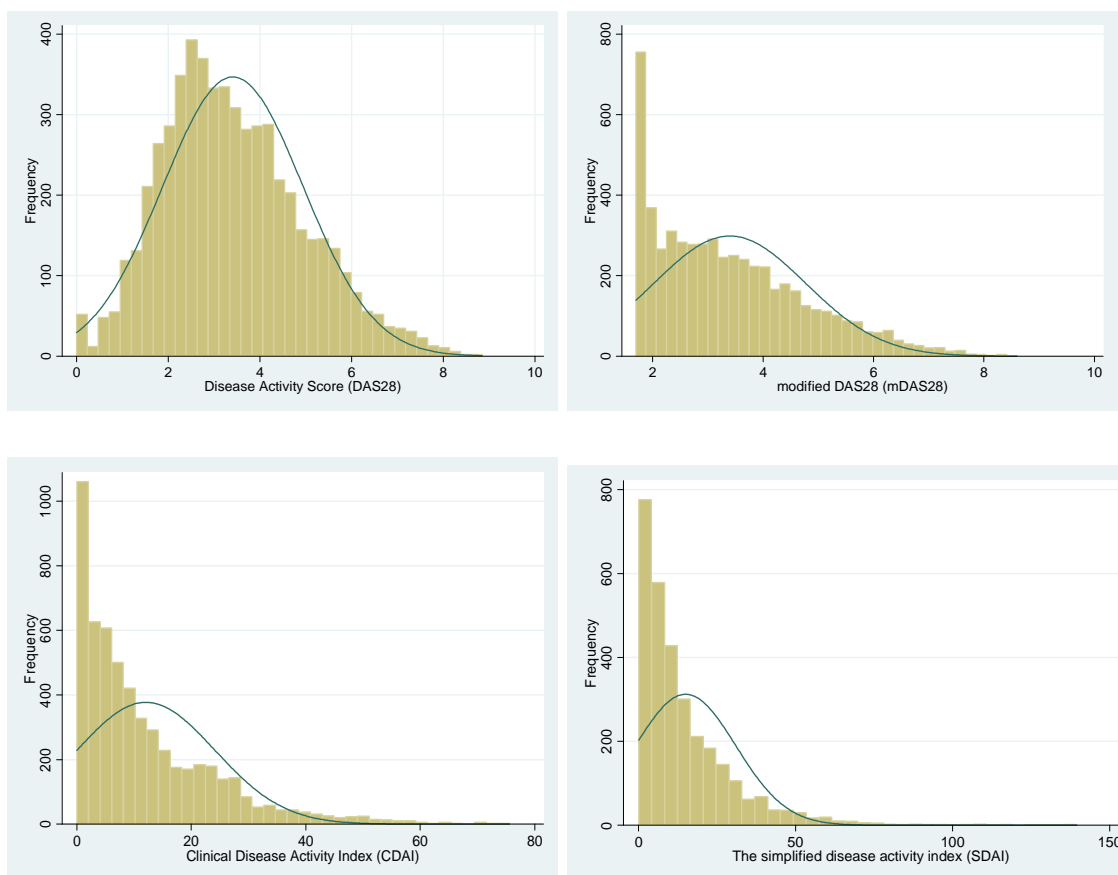 400
300
200
100
0
Frequency
0 2 4 6 8 10
Disease Activity Score (DAS28)
800
600
400
200
0
Frequency
2 4 6 8 10
modified DAS28 (mDAS28)
1000
800
600
400
200
0
Frequency
0 20 40 60 80
Clinical Disease Activity Index (CDAI)
800
600
400
200
0
Frequency
0 50 100 150
The simplified disease activity index (SDAI)